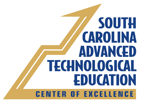 SOUTH
CAROLINA
ADVANCED
TECHNOLOGICAL
EDUCATION
CENTER OF EXCELLENCE